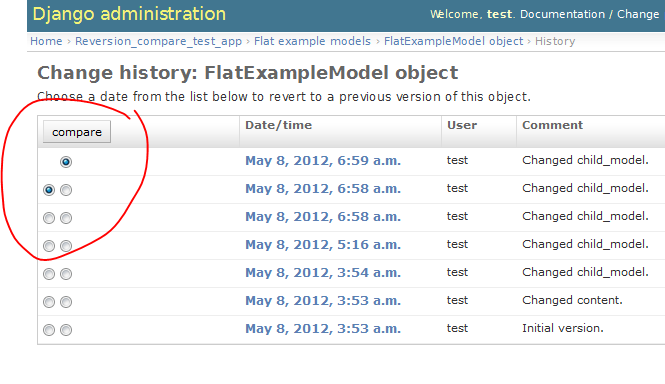 Django administration
Welcome, test. Documentation / Change
Home › Reversion_compare_test_app › Flat example models › FlatExampleModel object › History
Change history: FlatExampleModel object
Choose a date from the list below to revert to a previous version of this object.
compare Date/time User Comment
May 8, 2012, 6:59 a.m. test Changed child_model.
May 8, 2012, 6:58 a.m. test Changed child_model.
May 8, 2012, 6:58 a.m. test Changed child_model.
May 8, 2012, 5:16 a.m. test Changed child_model.
May 8, 2012, 3:54 a.m. test Changed child_model.
May 8, 2012, 3:53 a.m. test Changed content.
May 8, 2012, 3:53 a.m. test Initial version.